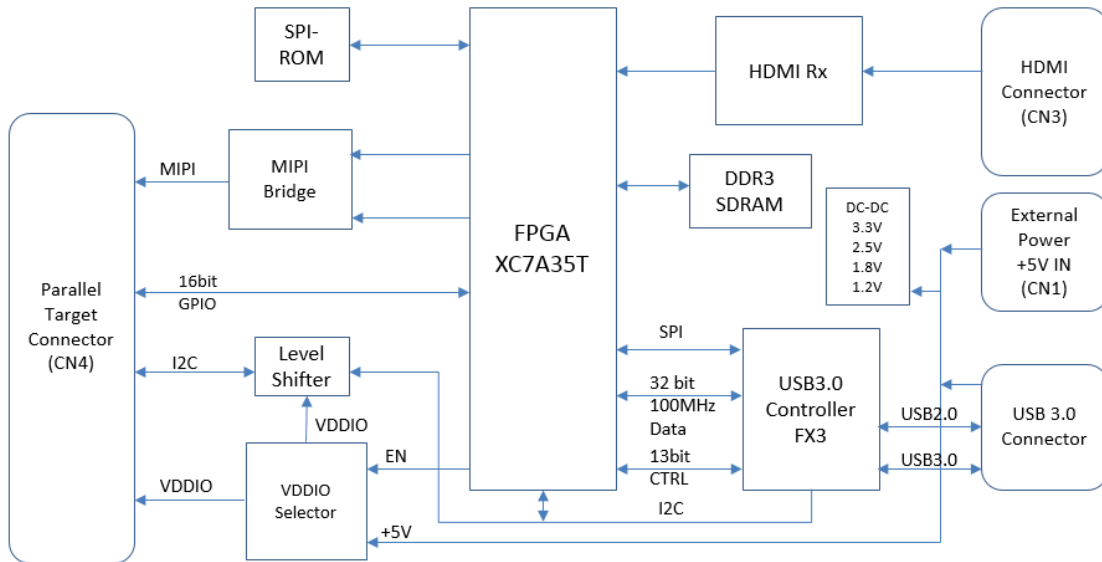 SPI-
ROM
HDMI Rx
HDMI
Connector
(CN3)
MIPI
MIPI
Bridge
DDR3
SDRAM
DC-DC
3.3V
2.5V
1.8V
1.2V
External
Power
+5V IN
(CN1)
FPGA
XC7A35T
16bit
GPIO
Parallel
Target
Connector
(CN4)
I2C
Level
Shifter
VDDIO
SPI
32 bit
100MHz
Data
13bit
CTRL
USB3.0
Controller
FX3
USB2.0
USB3.0
USB 3.0
Connector
EN
VDDIO
VDDIO
Selector
I2C
+5V